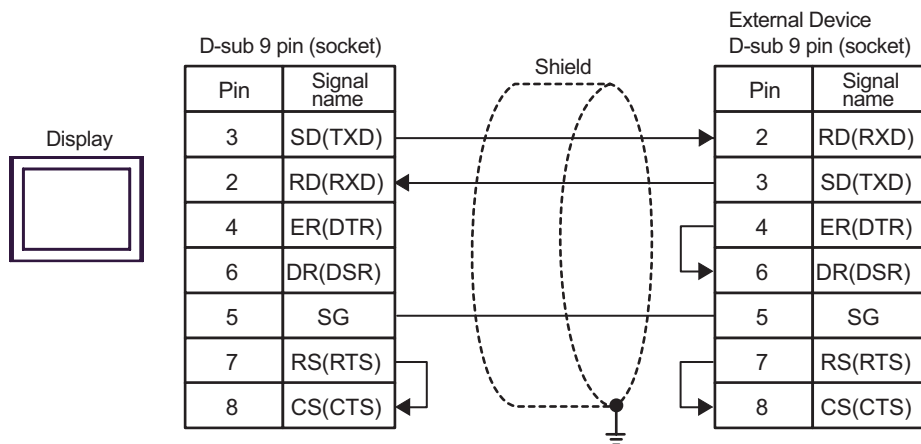 External Device
D-sub 9 pin (socket)
D-sub 9 pin (socket)
Shield
Display
Pin Signal name
3 SD(TXD)
2 RD(RXD)
4 ER(DTR)
6 DR(DSR)
5 SG
7 RS(RTS)
8 CS(CTS)
Pin Signal name
2 RD(RXD)
3 SD(TXD)
4 ER(DTR)
6 DR(DSR)
5 SG
7 RS(RTS)
8 CS(CTS)